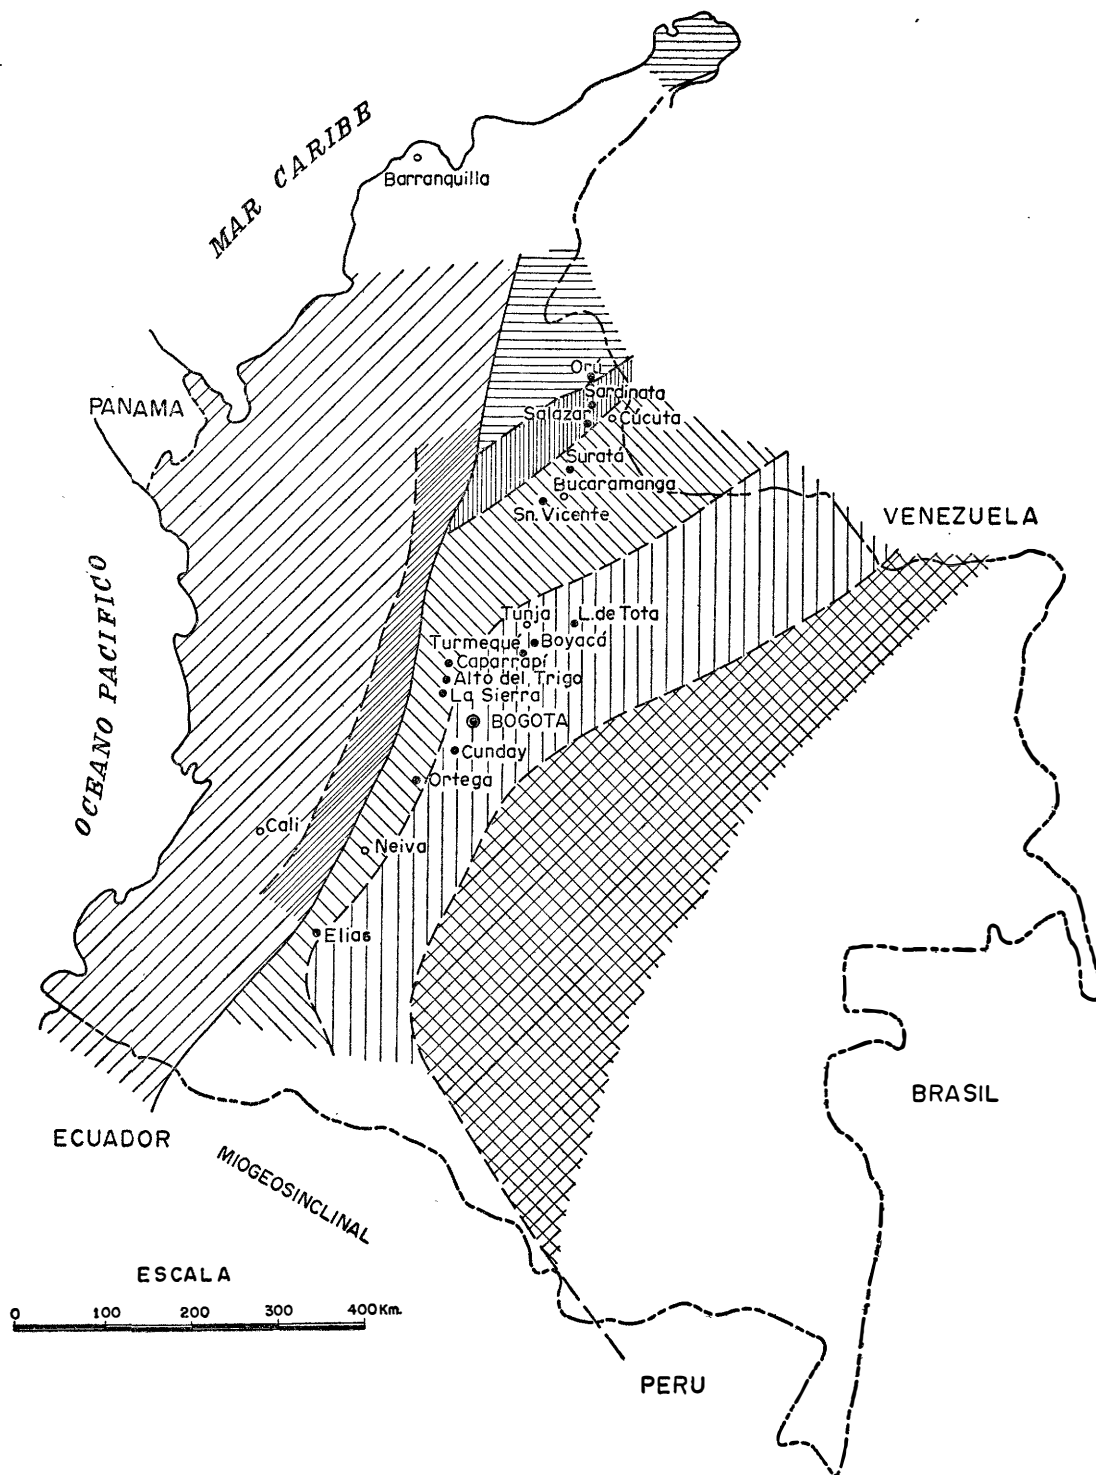 MAR CARIBE
Barranquilla
PANAMA
Orú
Sardinata
Salazar
Cúcuta
Suratá
Bucaramanga
Sn. Vicente
VENEZUELA
OCEANO PACIFICO
Tunja
L. de Tota
Turmeque
Boyacá
Caparrapí
Alto del Trigo
La Sierra
BOGOTA
Cunday
Ortega
Cali
Neiva
Elias
BRASIL
ECUADOR
MIOGEOSINCLINAL
ESCALA
0 100 200 300 400 Km.
PERU